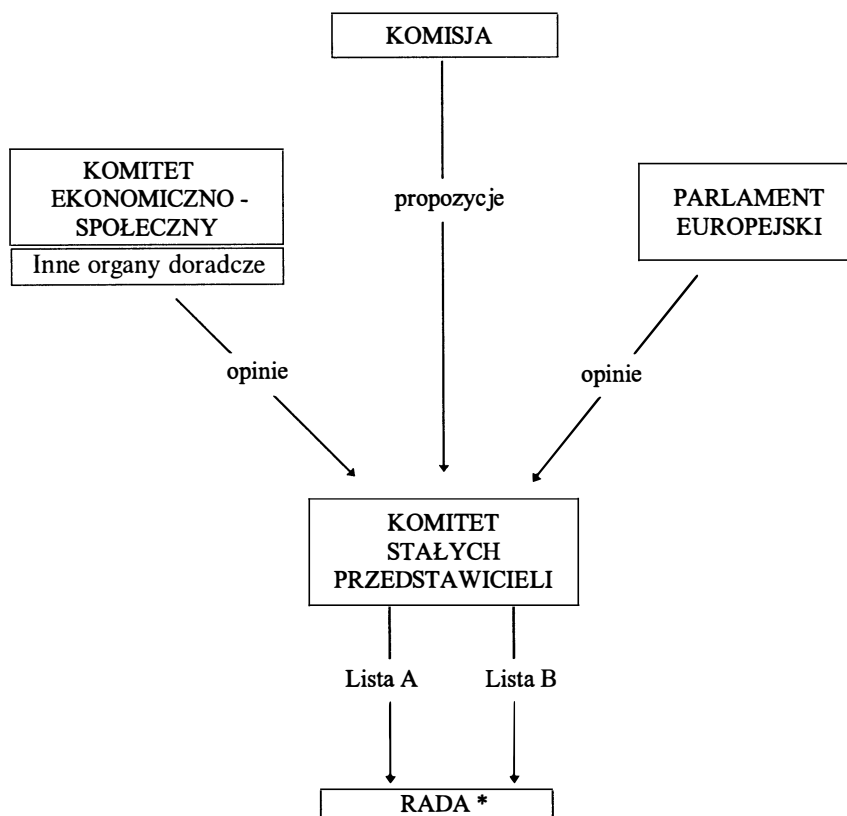 KOMISJA
KOMITET
EKONOMICZNO -
SPOŁECZNY
Inne organy doradcze
propozycje
PARLAMENT
EUROPEJSKI
opinie
opinie
KOMITET
STAŁYCH
PRZEDSTAWICIELI
Lista A
Lista B
RADA *